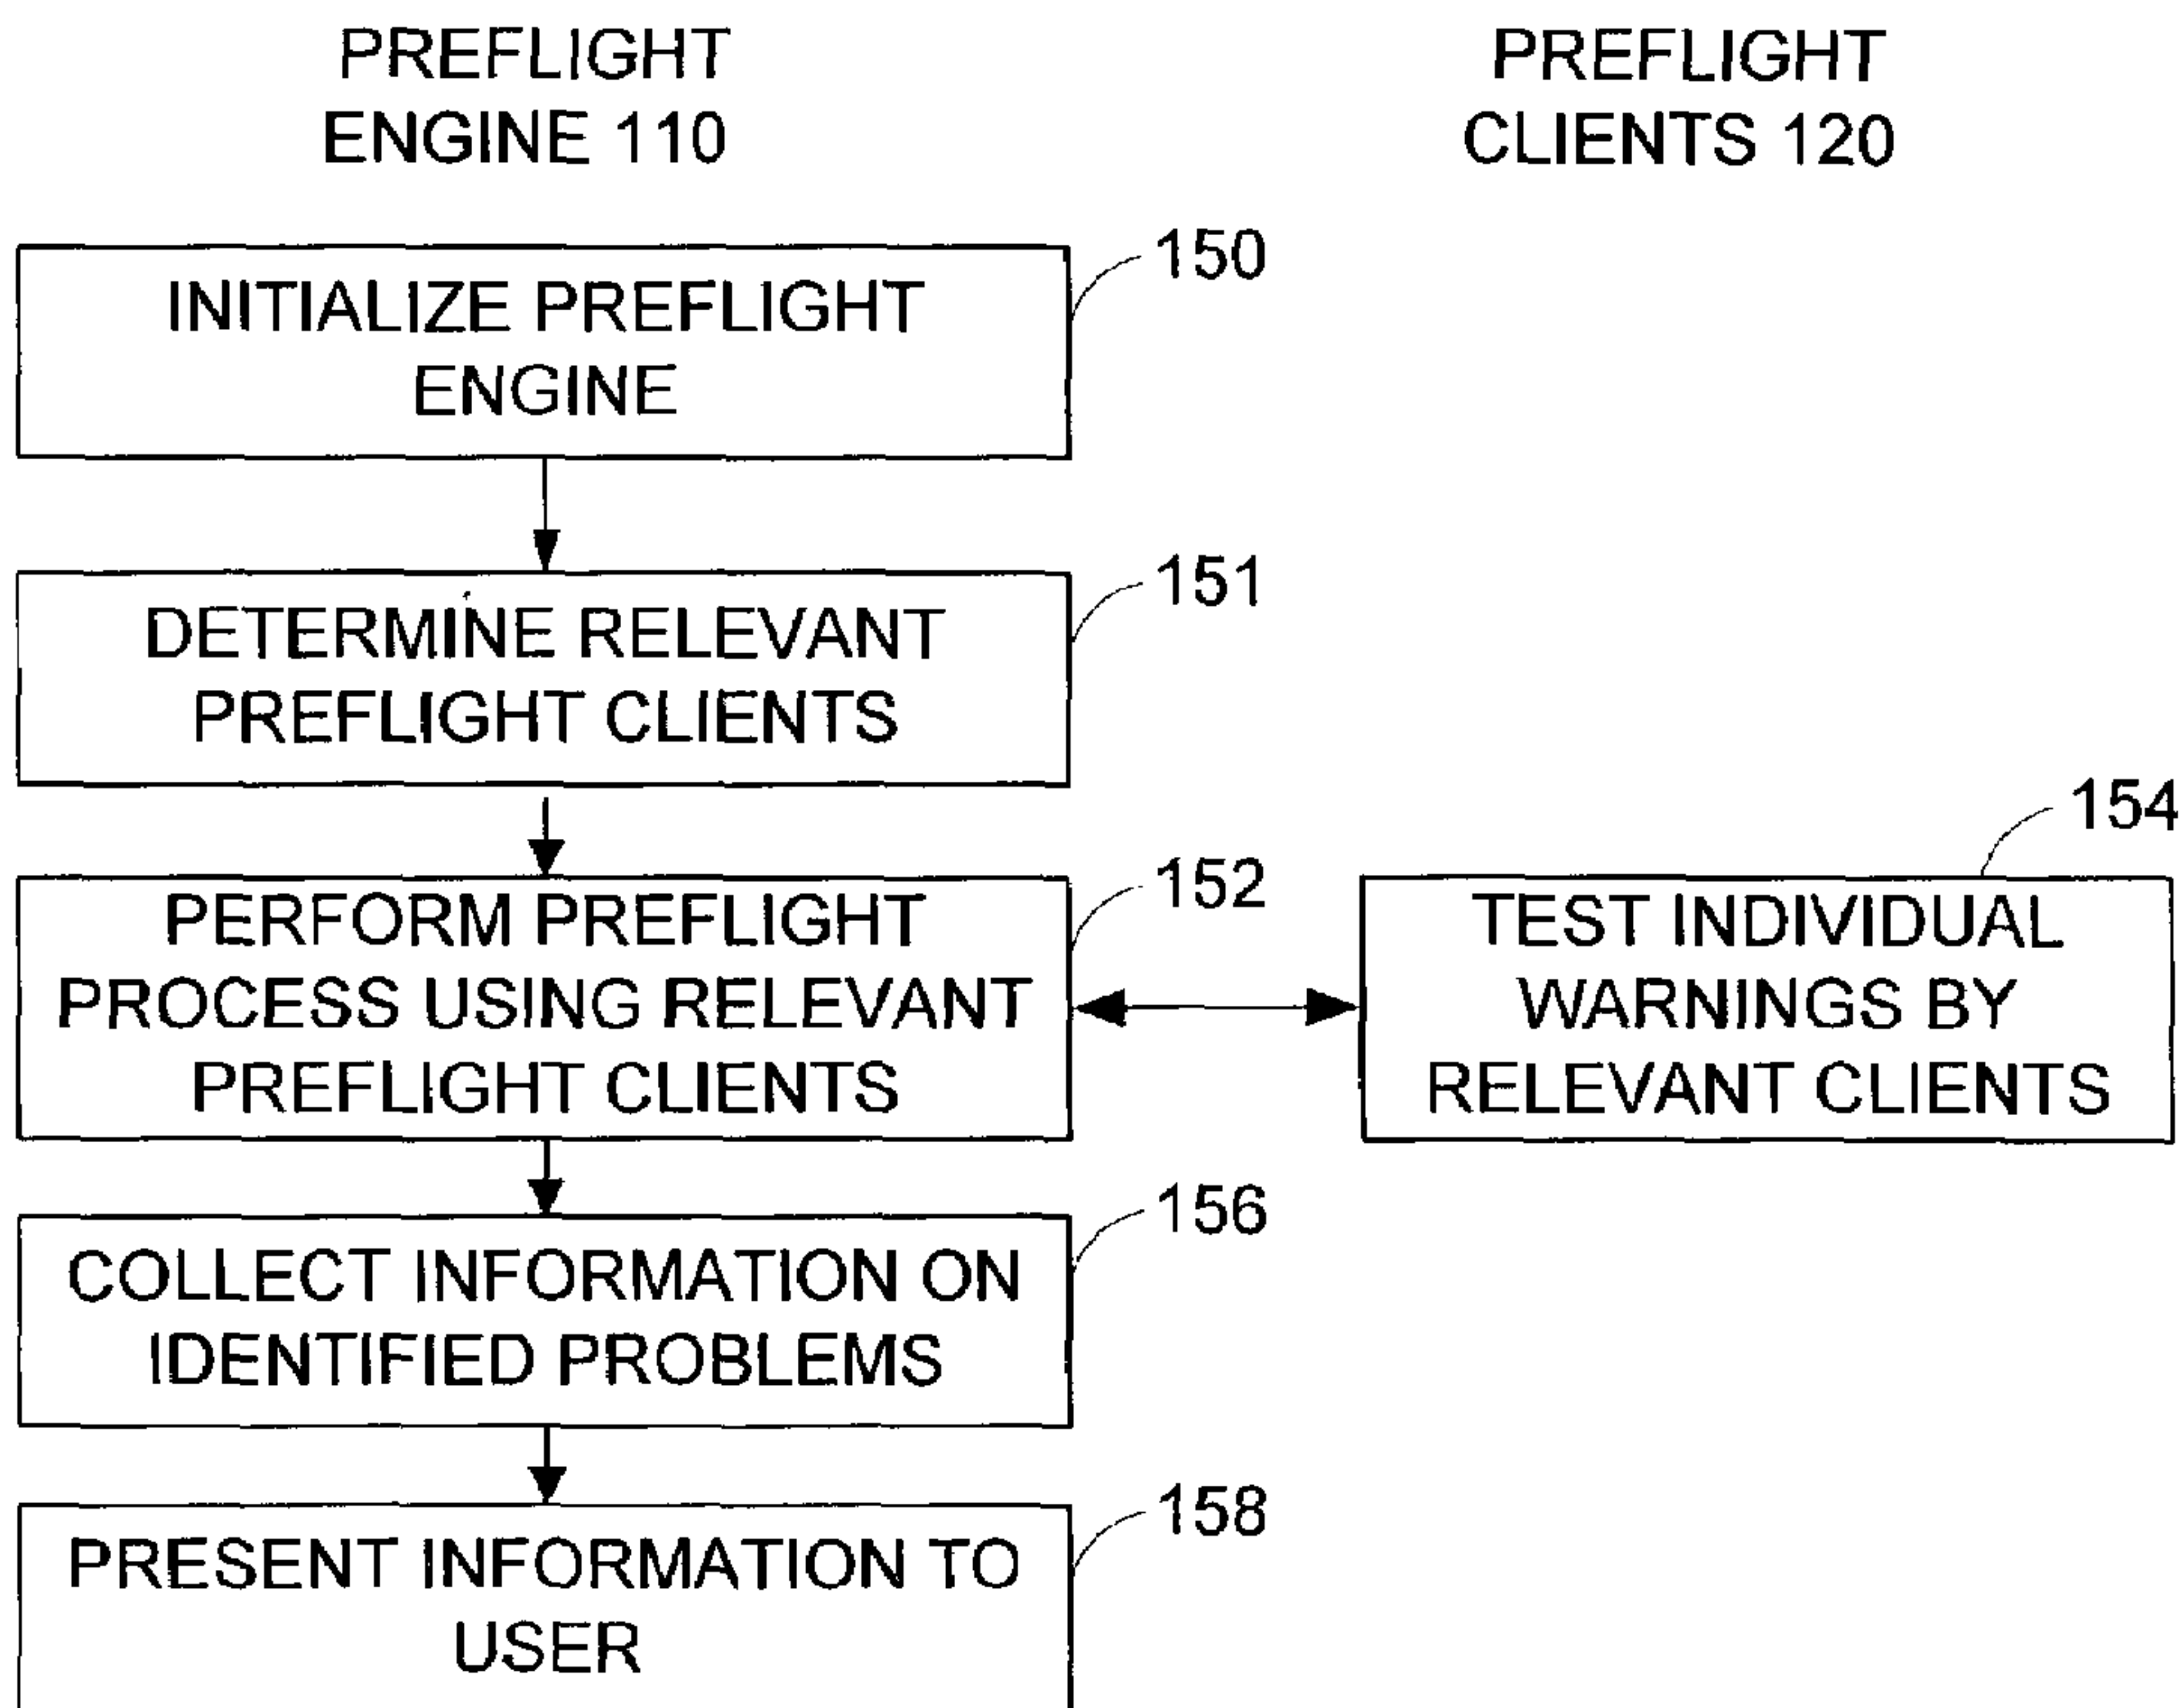 PREFLIGHT
ENGINE 110
PREFLIGHT
CLIENTS 120
150
INITIALIZE PREFLIGHT
ENGINE
151
DETERMINE RELEVANT
PREFLIGHT CLIENTS
152
PERFORM PREFLIGHT
PROCESS USING RELEVANT
PREFLIGHT CLIENTS
154
TEST INDIVIDUAL
WARNINGS BY
RELEVANT CLIENTS
156
COLLECT INFORMATION ON
IDENTIFIED PROBLEMS
158
PRESENT INFORMATION TO
USER